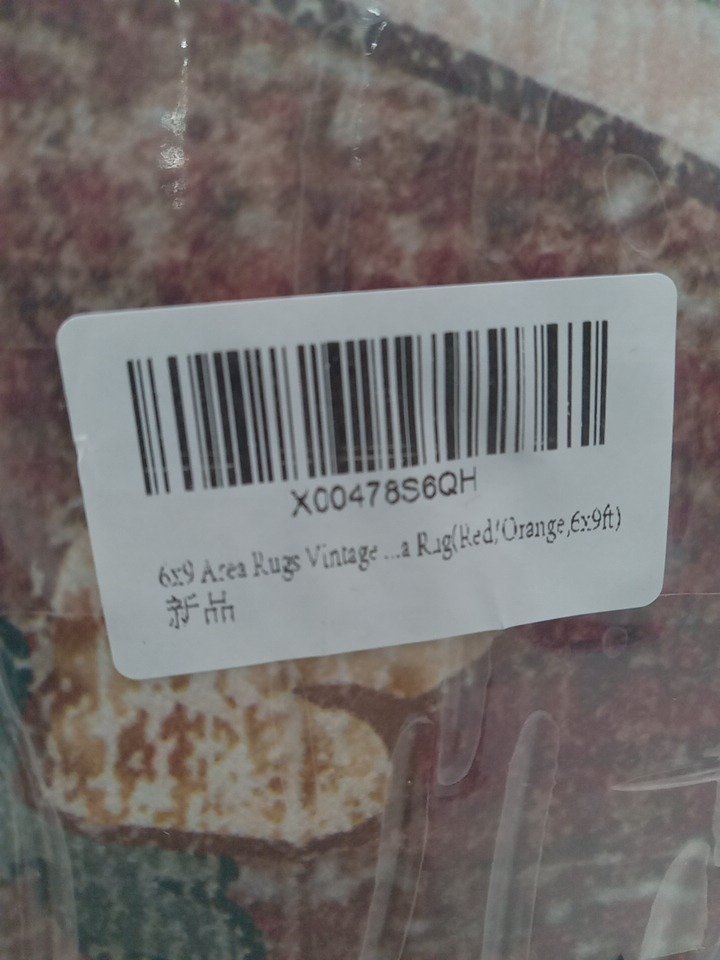 X00478S6QH
6x9 Area Rugs Vintage ...a Rug(Red/Orange,6x9ft)
新品